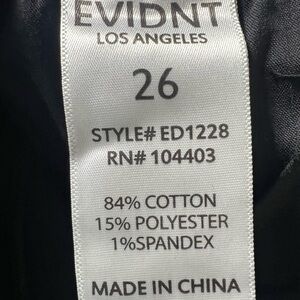 EVIDNT
LOS ANGELES
26
STYLE# ED1228
RN# 104403
84% COTTON
15% POLYESTER
1%SPANDEX
MADE IN CHINA